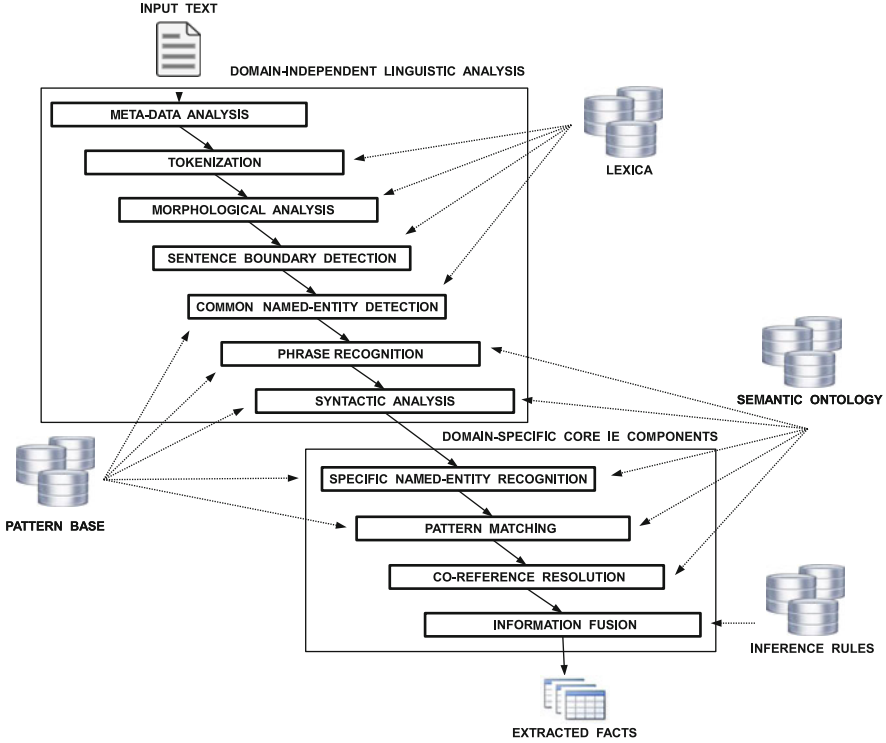 INPUT TEXT
DOMAIN-INDEPENDENT LINGUISTIC ANALYSIS
META-DATA ANALYSIS
TOKENIZATION
LEXICA
MORPHOLOGICAL ANALYSIS
SENTENCE BOUNDARY DETECTION
COMMON NAMED-ENTITY DETECTION
PHRASE RECOGNITION
SEMANTIC ONTOLOGY
SYNTACTIC ANALYSIS
DOMAIN-SPECIFIC CORE IE COMPONENTS
SPECIFIC NAMED-ENTITY RECOGNITION
PATTERN BASE
PATTERN MATCHING
CO-REFERENCE RESOLUTION
INFORMATION FUSION
INFERENCE RULES
EXTRACTED FACTS